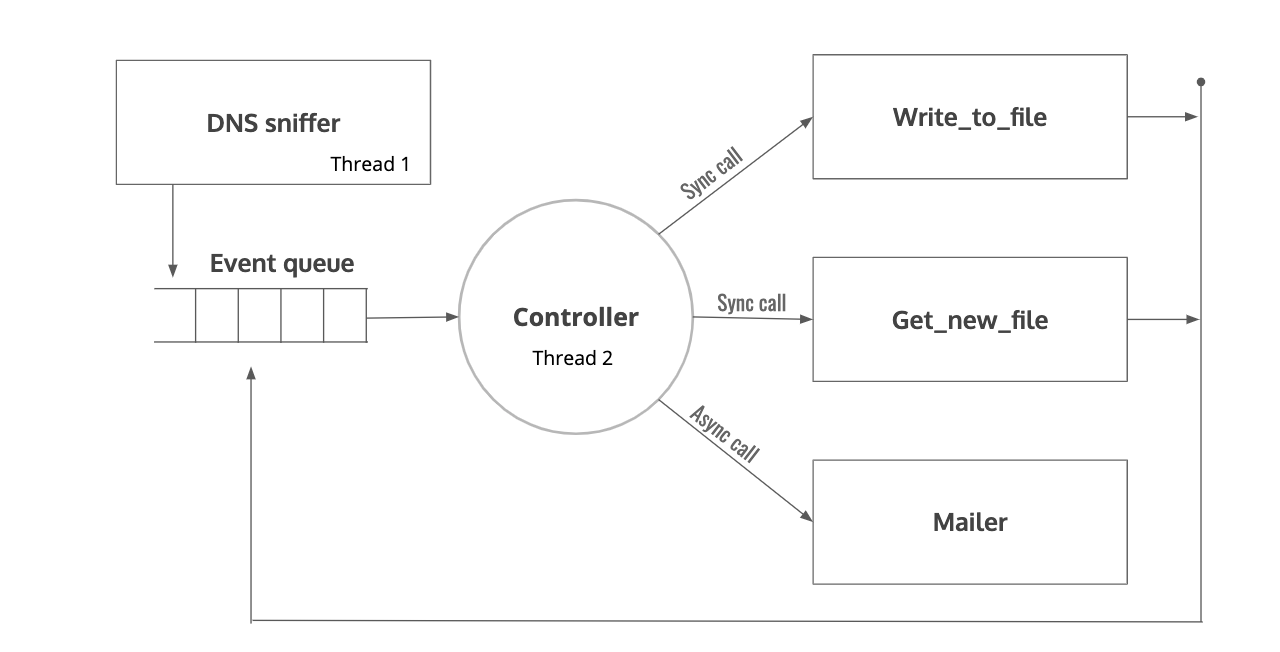 DNS sniffer
Thread 1
Event queue
Controller
Thread 2
Sync call
Write_to_file
Sync call
Get_new_file
Async call
Mailer